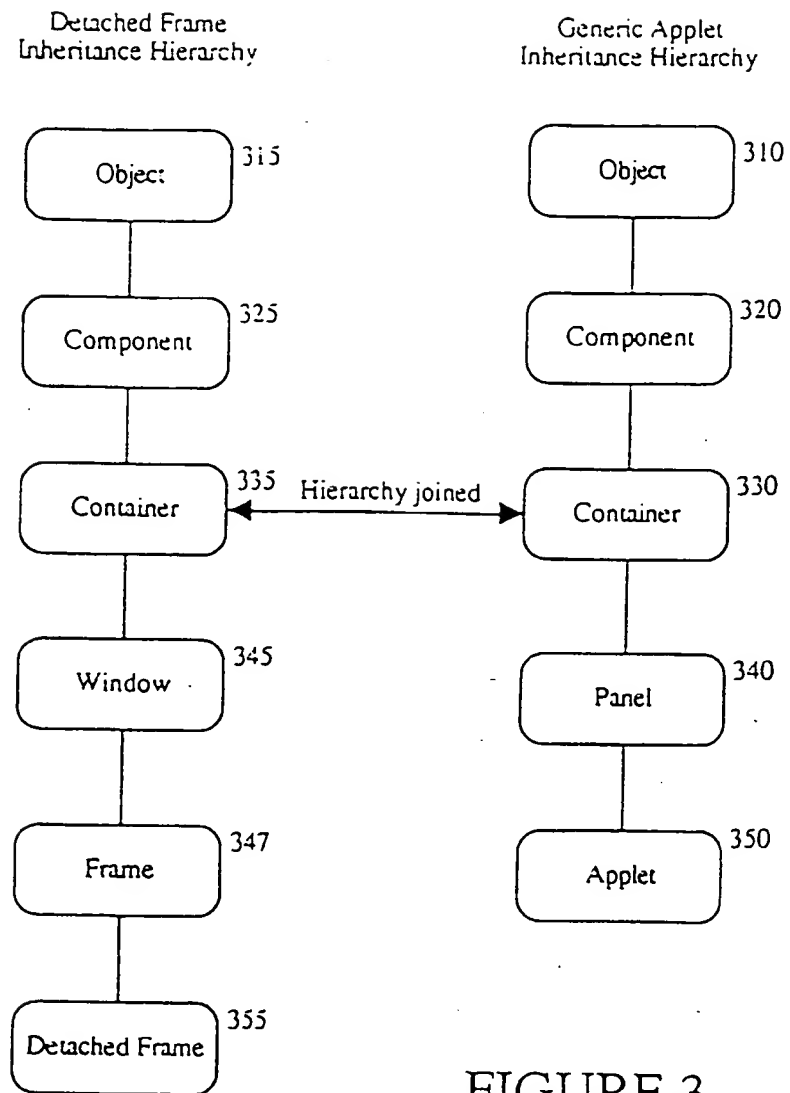 Detached Frame
Inheritance Hierarchy
Generic Applet
Inheritance Hierarchy
Object
315
Object
310
Component
325
Component
320
Container
335
Hierarchy joined
Container
330
Window
345
Panel
340
Frame
347
Applet
350
Detached Frame
355
FIGURE 3